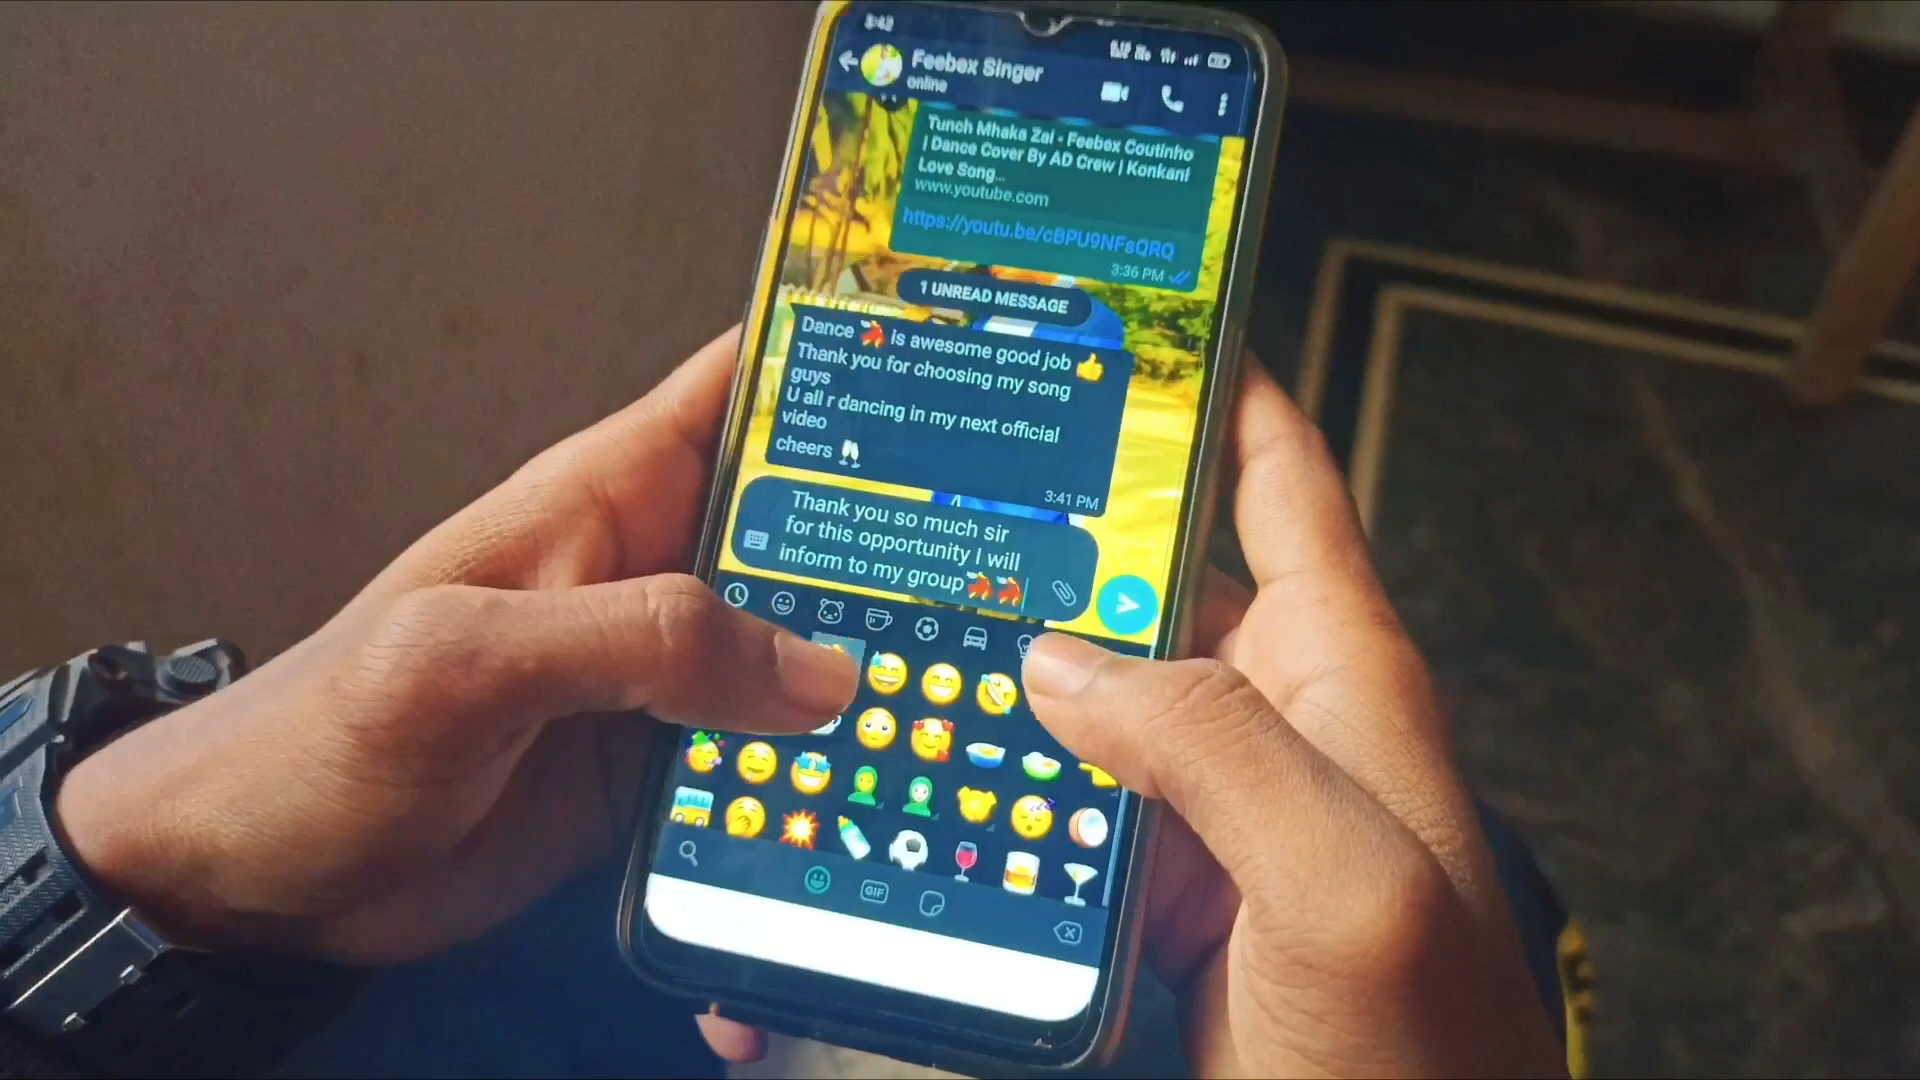 3:43
Feebex Singer
online
Tunch Mhaka Zai - Feebex Coutinho
| Dance Cover By AD Crew | Konkani
Love Song...
www.youtube.com
https://youtu.be/cBPU9NFsQRQ
3:36 PM
1 UNREAD MESSAGE
Dance 💃 is awesome good job 👍
Thank you for choosing my song
guys
U all r dancing in my next official
video
cheers 🥂
3:41 PM
Thank you so much sir
for this opportunity I will
inform to my group💃💃
GIF